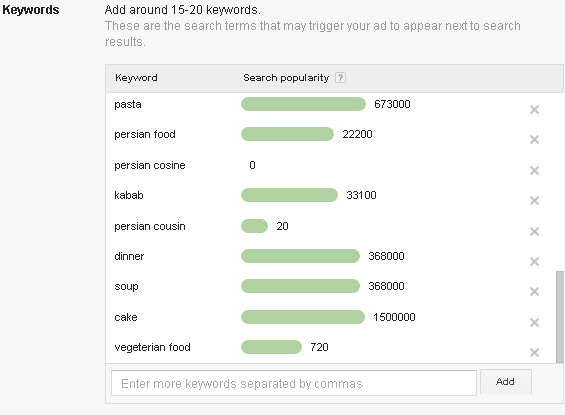 Keywords
Add around 15-20 keywords.
These are the search terms that may trigger your ad to appear next to search
results.
Keyword Search popularity ?
pasta 673000
persian food 22200
persian cosine 0
kabab 33100
persian cousin 20
dinner 368000
soup 368000
cake 1500000
vegeterian food 720
Enter more keywords separated by commas Add